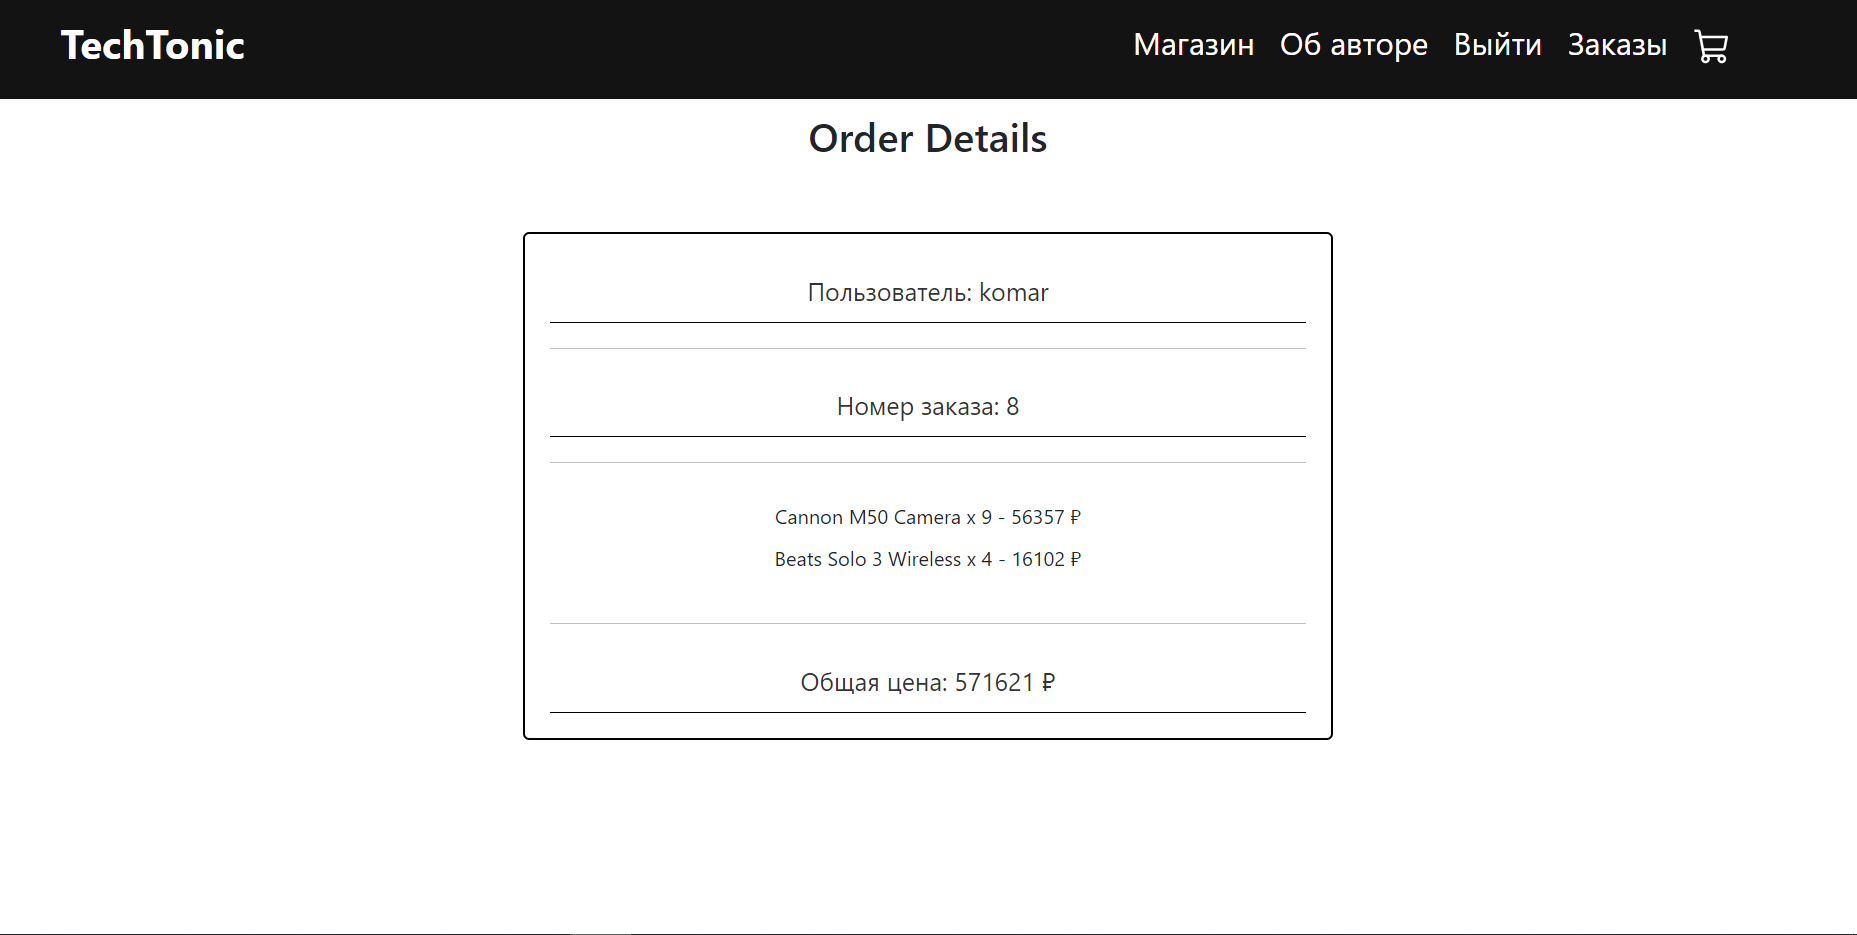 TechTonic
Магазин Об авторе Выйти Заказы
Order Details
Пользователь: komar
Номер заказа: 8
Cannon M50 Camera x 9 - 56357 ₽
Beats Solo 3 Wireless x 4 - 16102 ₽
Общая цена: 571621 ₽